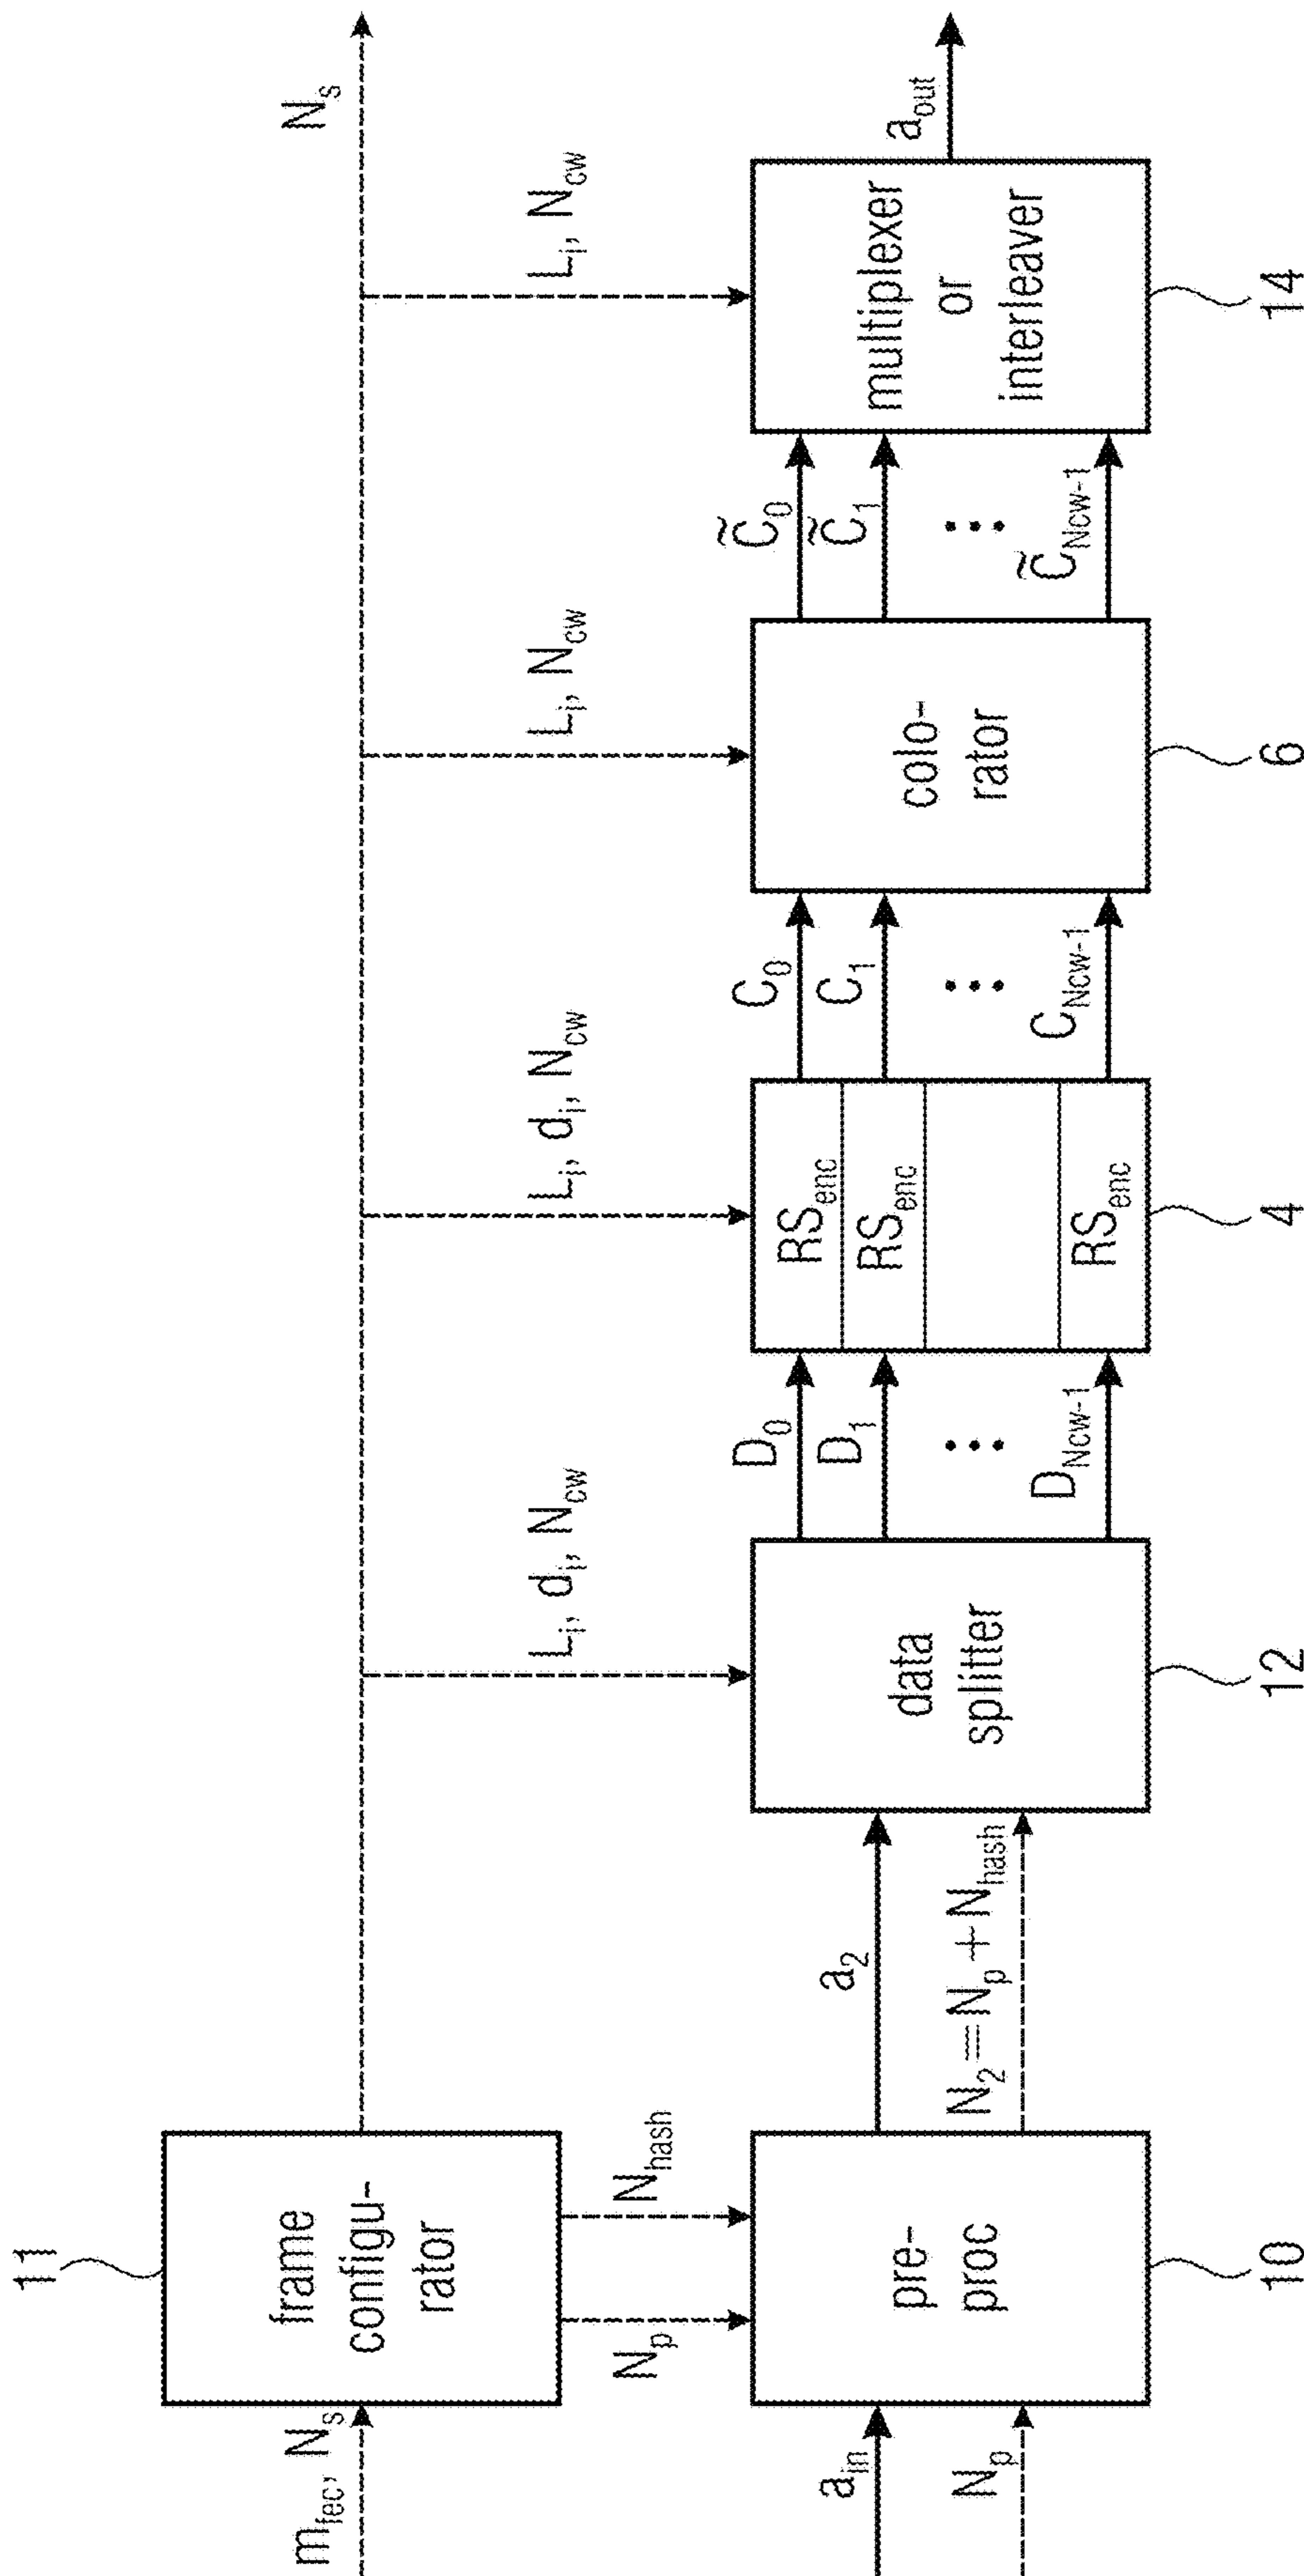 11
frame
configu-
rator
m_fec, N_s
N_s
N_p
N_hash
L_i, d_i, N_cw
L_i, d_i, N_cw
L_i, N_cw
L_i, N_cw
a_in
N_p
pre-
proc
10
a_2
N_2=N_p+N_hash
data
splitter
12
D_0
D_1
⋮
D_Ncw-1
RS_enc
RS_enc
RS_enc
4
C_0
C_1
⋮
C_Ncw-1
colo-
rator
6
C̃_0
C̃_1
⋮
C̃_Ncw-1
multiplexer
or
interleaver
14
a_out